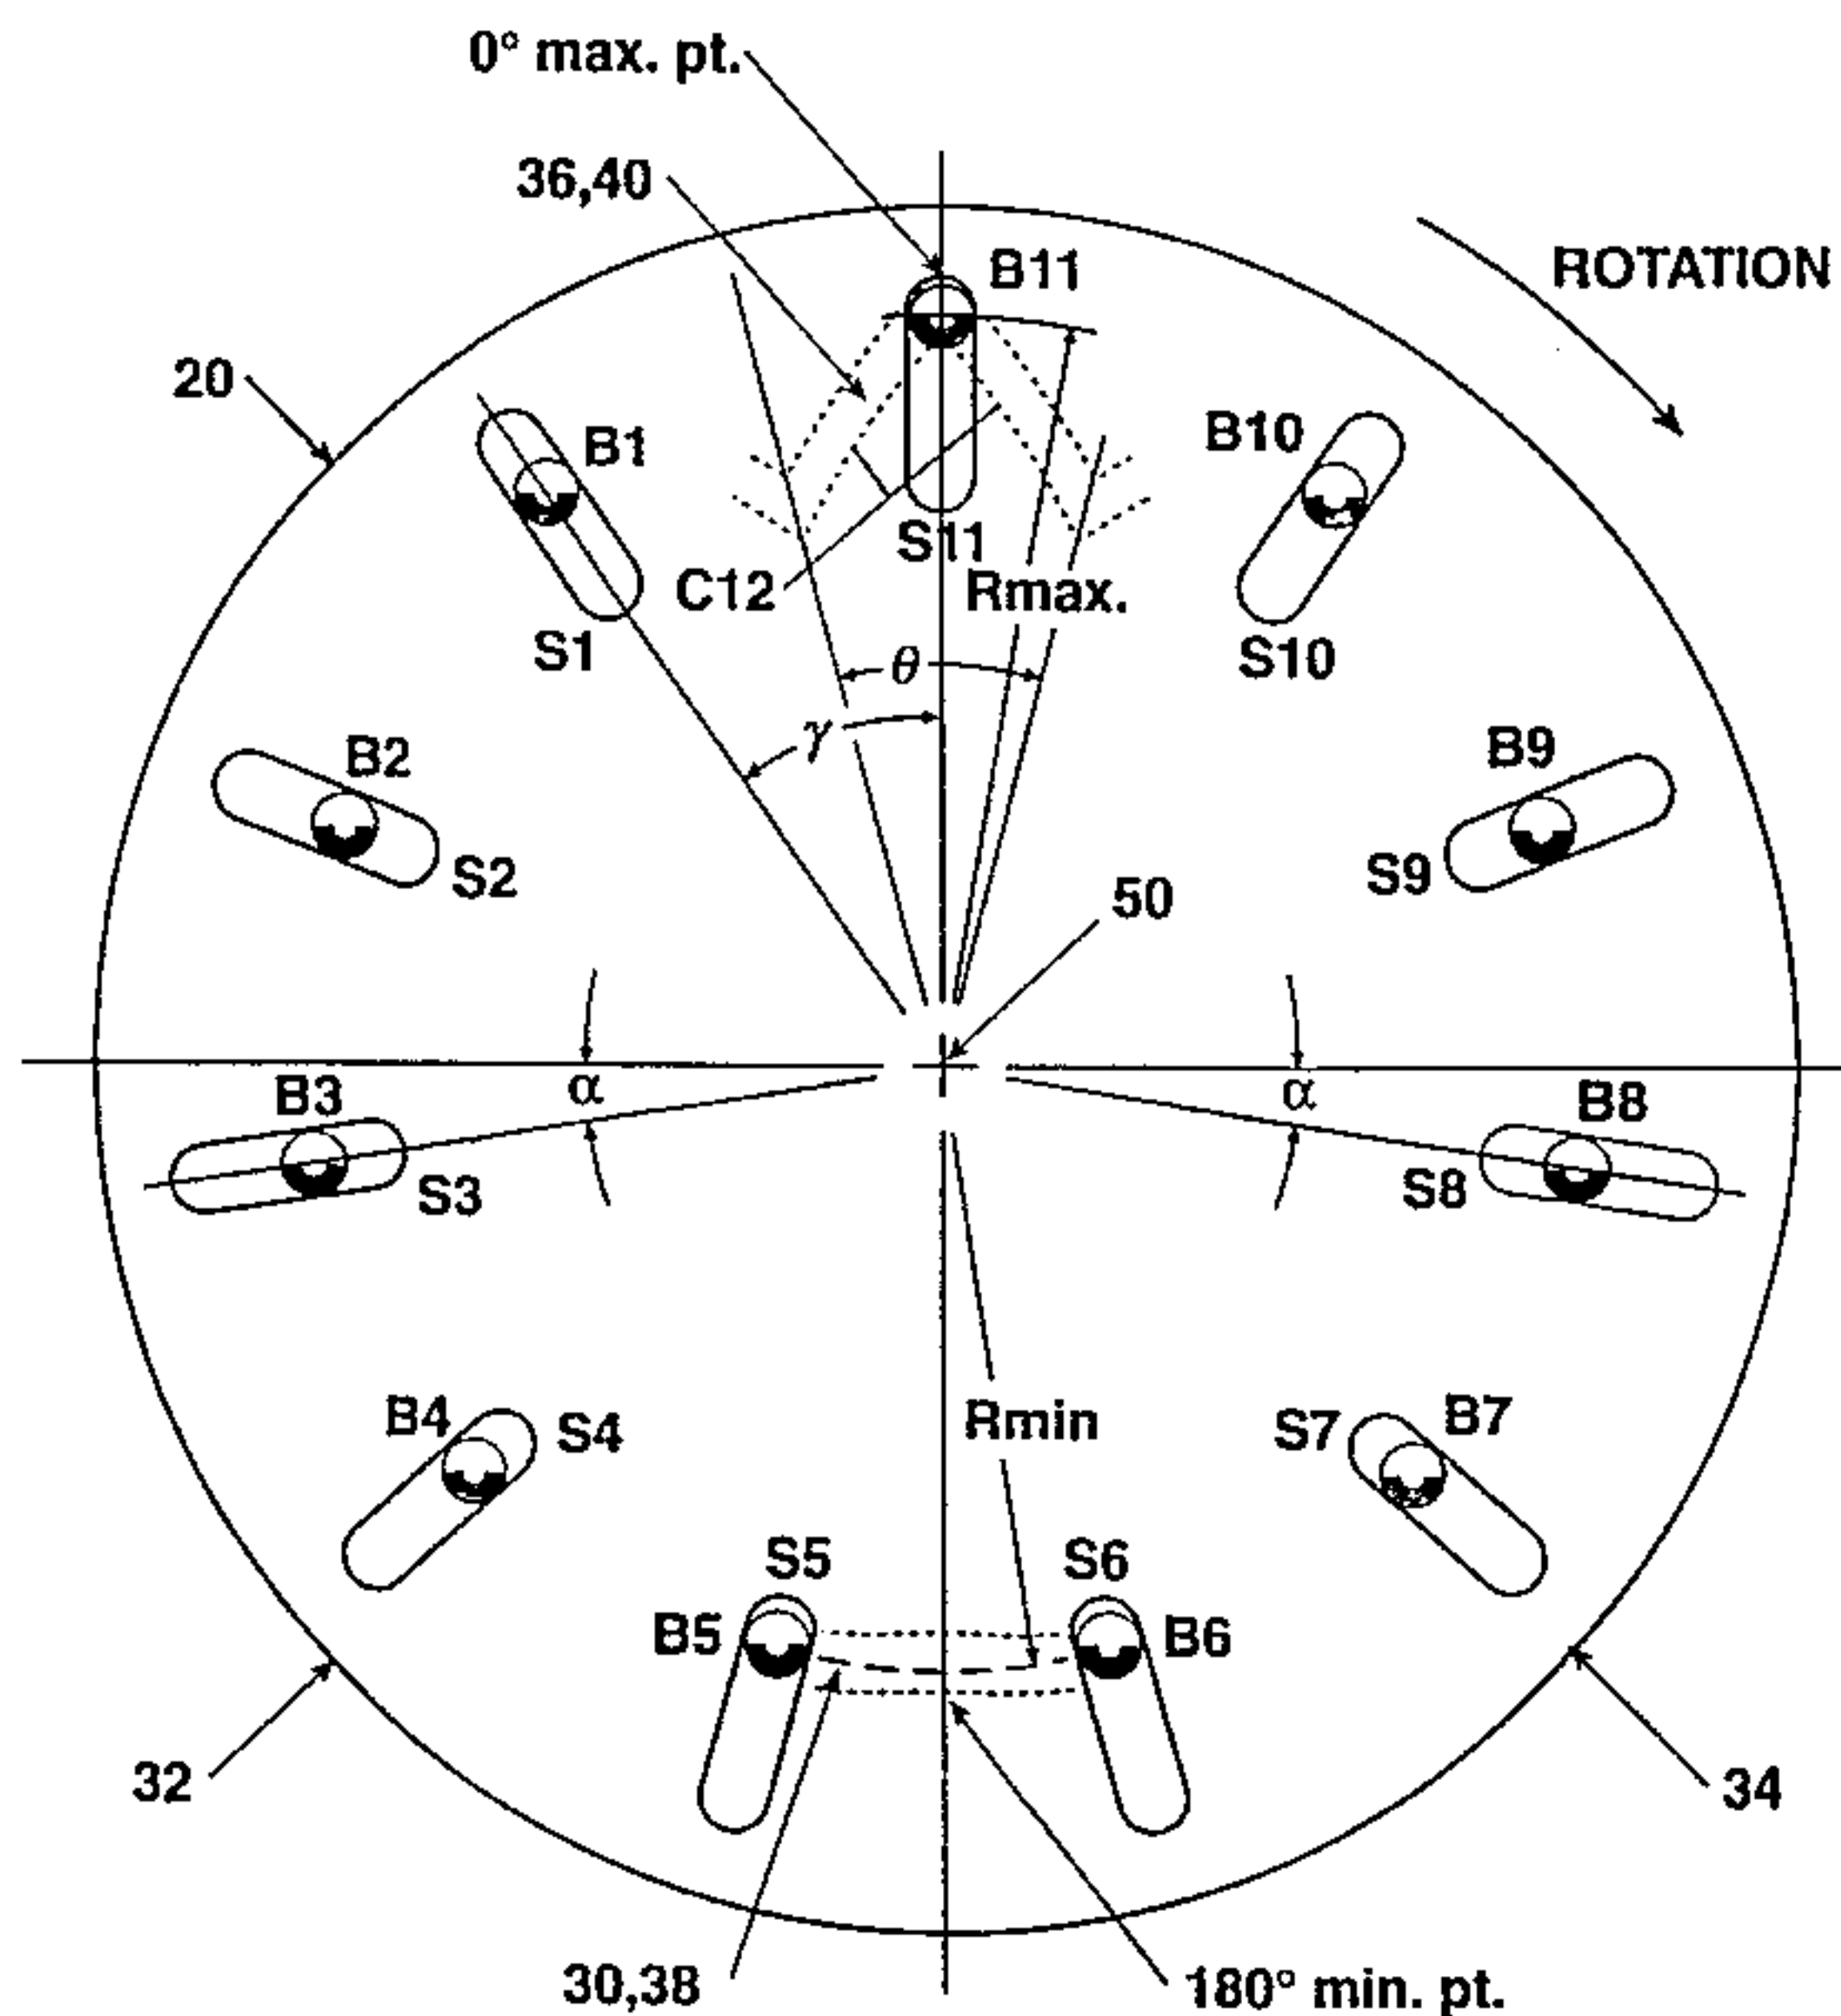 0° max. pt.
36,40
B11
ROTATION
20
B1
B10
S11
C12
Rmax.
S1
S10
θ
γ
B2
B9
S2
S9
50
B3
α
α
B8
S3
S8
B4
S4
Rmin
S7
B7
S5
S6
B5
B6
32
34
30,38
180° min. pt.